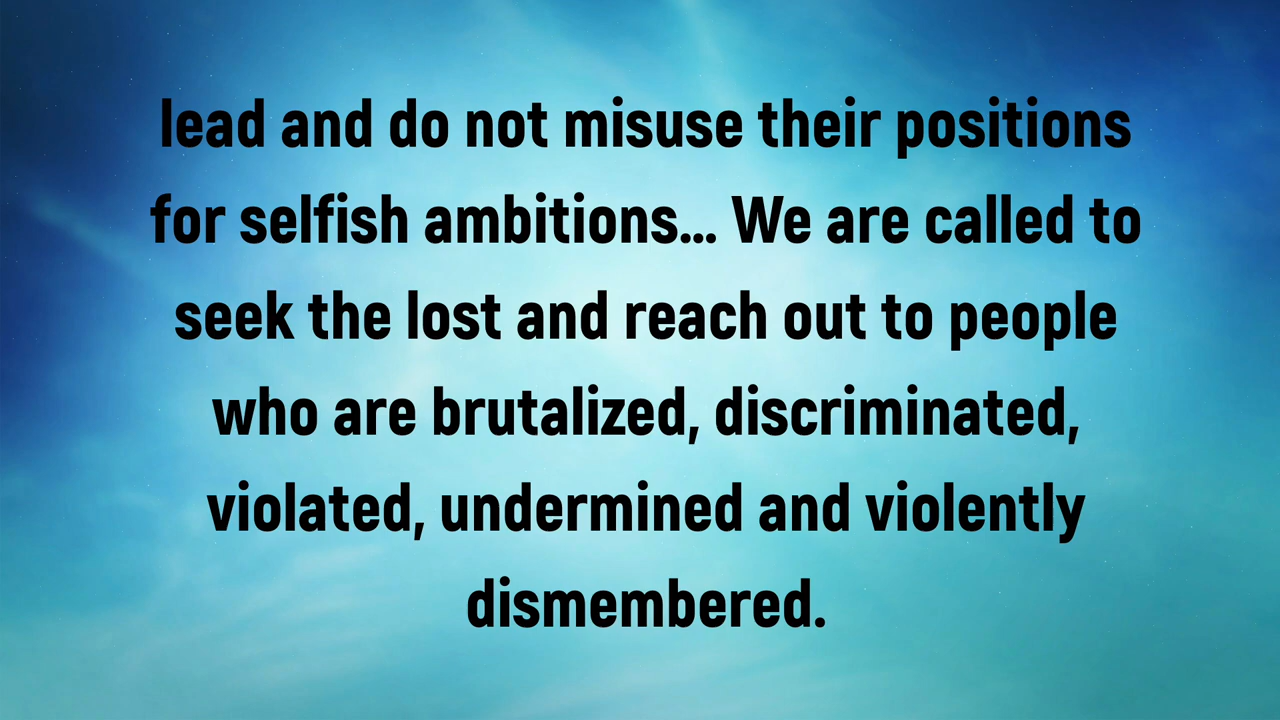 lead and do not misuse their positions
for selfish ambitions... We are called to
seek the lost and reach out to people
who are brutalized, discriminated,
violated, undermined and violently
dismembered.